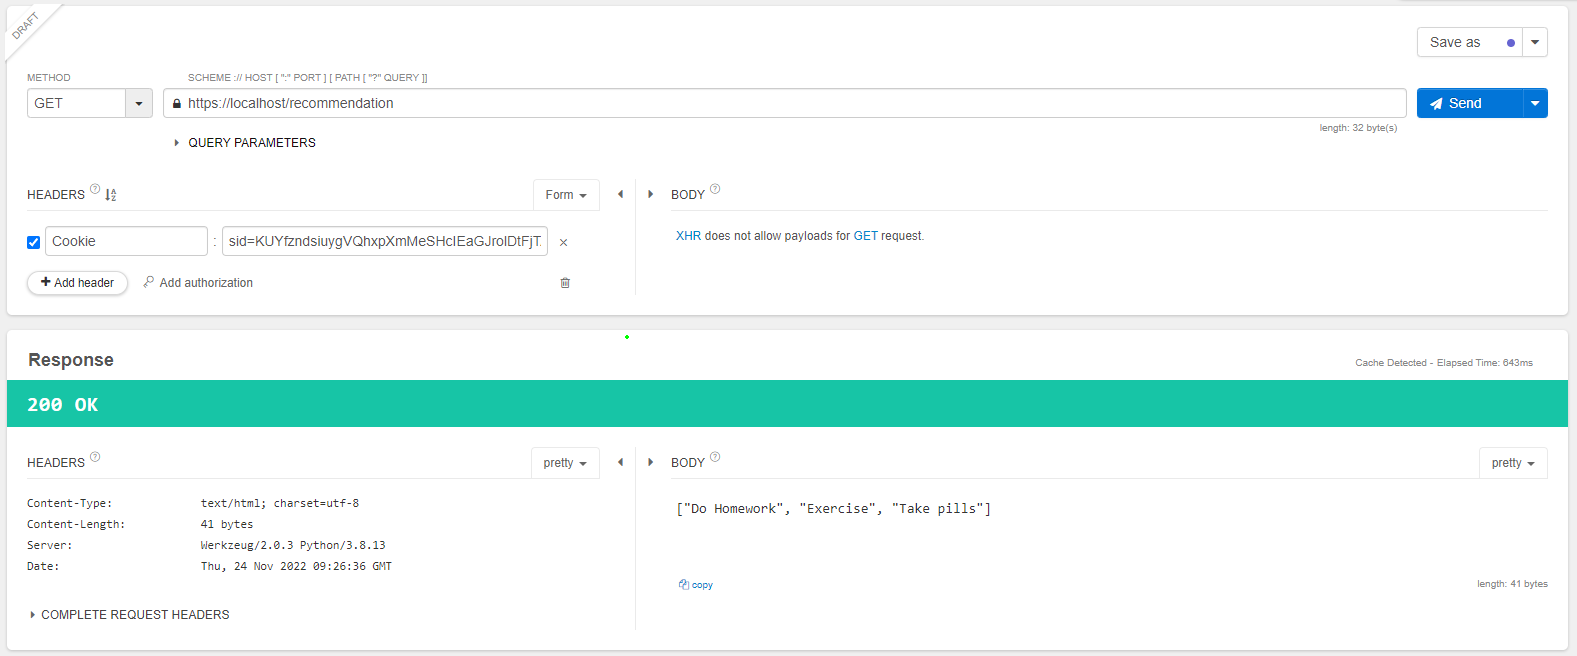 DRAFT
Save as
METHOD
SCHEME :// HOST [ ":" PORT ] [ PATH [ "?" QUERY ]]
GET
https://localhost/recommendation
Send
length: 32 byte(s)
QUERY PARAMETERS
HEADERS ? Form
BODY ?
Cookie : sid=KUYfzndsiuygVQhxpXmMeSHcIEaGJrolDtFjT
XHR does not allow payloads for GET request.
+ Add header
Add authorization
Response
Cache Detected - Elapsed Time: 643ms
200 OK
HEADERS ? pretty
BODY ? pretty
Content-Type: text/html; charset=utf-8
Content-Length: 41 bytes
Server: Werkzeug/2.0.3 Python/3.8.13
Date: Thu, 24 Nov 2022 09:26:36 GMT
["Do Homework", "Exercise", "Take pills"]
copy
length: 41 bytes
COMPLETE REQUEST HEADERS